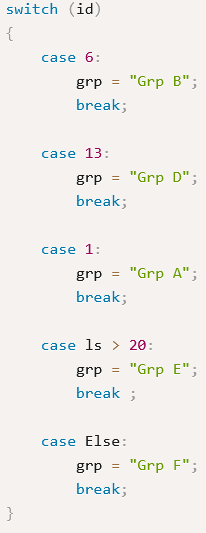 switch (id)
{
case 6:
grp = "Grp B";
break;
case 13:
grp = "Grp D";
break;
case 1:
grp = "Grp A";
break;
case ls > 20:
grp = "Grp E";
break ;
case Else:
grp = "Grp F";
break;
}